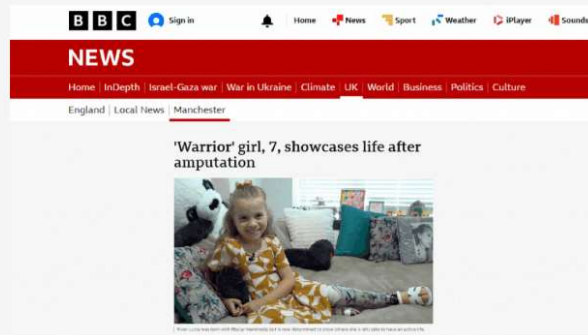 BBC Sign in Home News Sport Weather iPlayer Sounds
NEWS
Home InDepth Israel-Gaza war War in Ukraine Climate UK World Business Politics Culture
England Local News Manchester
'Warrior' girl, 7, showcases life after
amputation